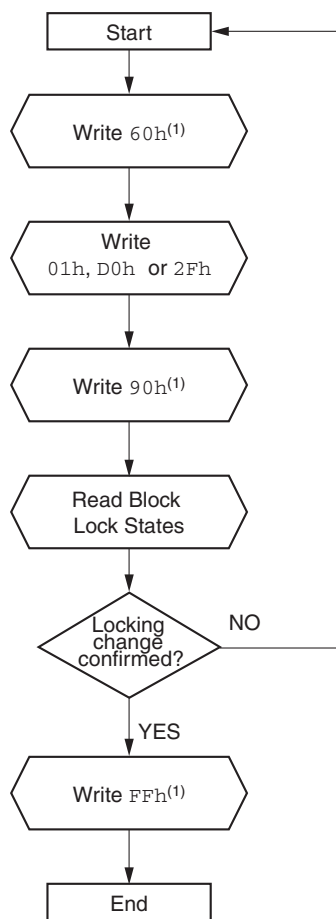 Start
Write 60h(1)
Write
01h, D0h or 2Fh
Write 90h(1)
Read Block
Lock States
Locking
change
confirmed?
NO
YES
Write FFh(1)
End